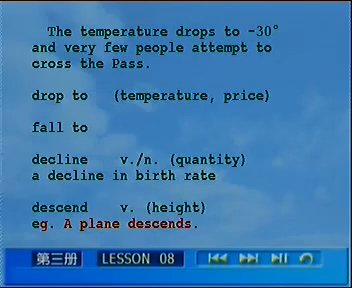 The temperature drops to -30°
and very few people attempt to
cross the Pass.
drop to (temperature, price)
fall to
decline v./n. (quantity)
a decline in birth rate
descend v. (height)
eg. A plane descends.
第三册 LESSON 08